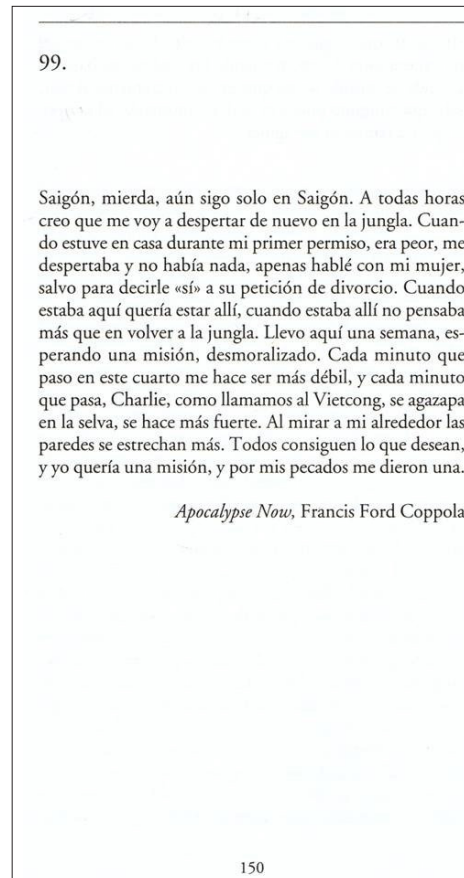 99.
Saigón, mierda, aún sigo solo en Saigón. A todas horas
creo que me voy a despertar de nuevo en la jungla. Cuan-
do estuve en casa durante mi primer permiso, era peor, me
despertaba y no había nada, apenas hablé con mi mujer,
salvo para decirle «sí» a su petición de divorcio. Cuando
estaba aquí quería estar allí, cuando estaba allí no pensaba
más que en volver a la jungla. Llevo aquí una semana, es-
perando una misión, desmoralizado. Cada minuto que
paso en este cuarto me hace ser más débil, y cada minuto
que pasa, Charlie, como llamamos al Vietcong, se agazapa
en la selva, se hace más fuerte. Al mirar a mi alrededor las
paredes se estrechan más. Todos consiguen lo que desean,
y yo quería una misión, y por mis pecados me dieron una.
Apocalypse Now, Francis Ford Coppola
150